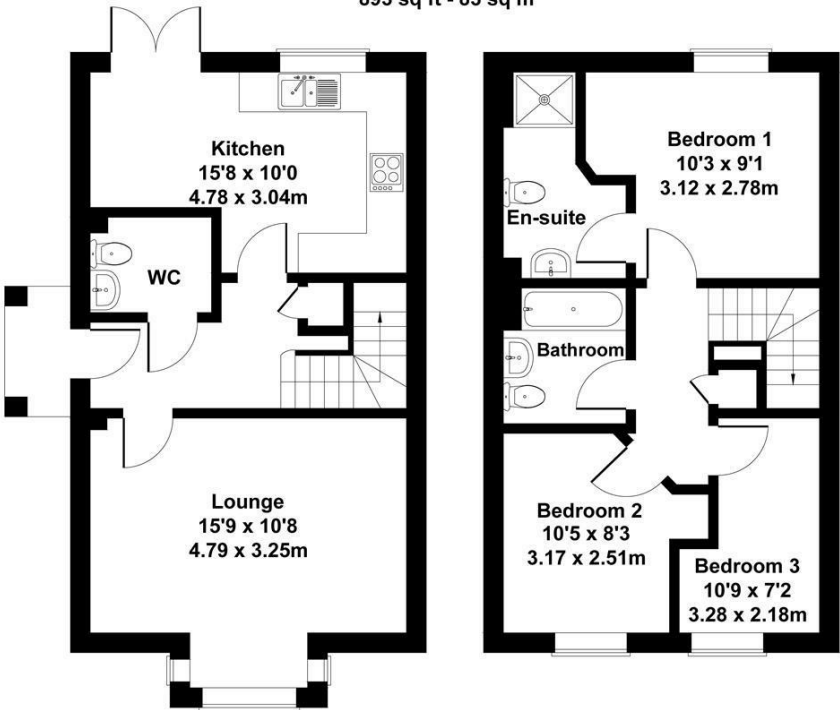 Kitchen
15'8 x 10'0
4.78 x 3.04m
WC
Lounge
15'9 x 10'8
4.79 x 3.25m
Bedroom 1
10'3 x 9'1
3.12 x 2.78m
En-suite
Bathroom
Bedroom 2
10'5 x 8'3
3.17 x 2.51m
Bedroom 3
10'9 x 7'2
3.28 x 2.18m